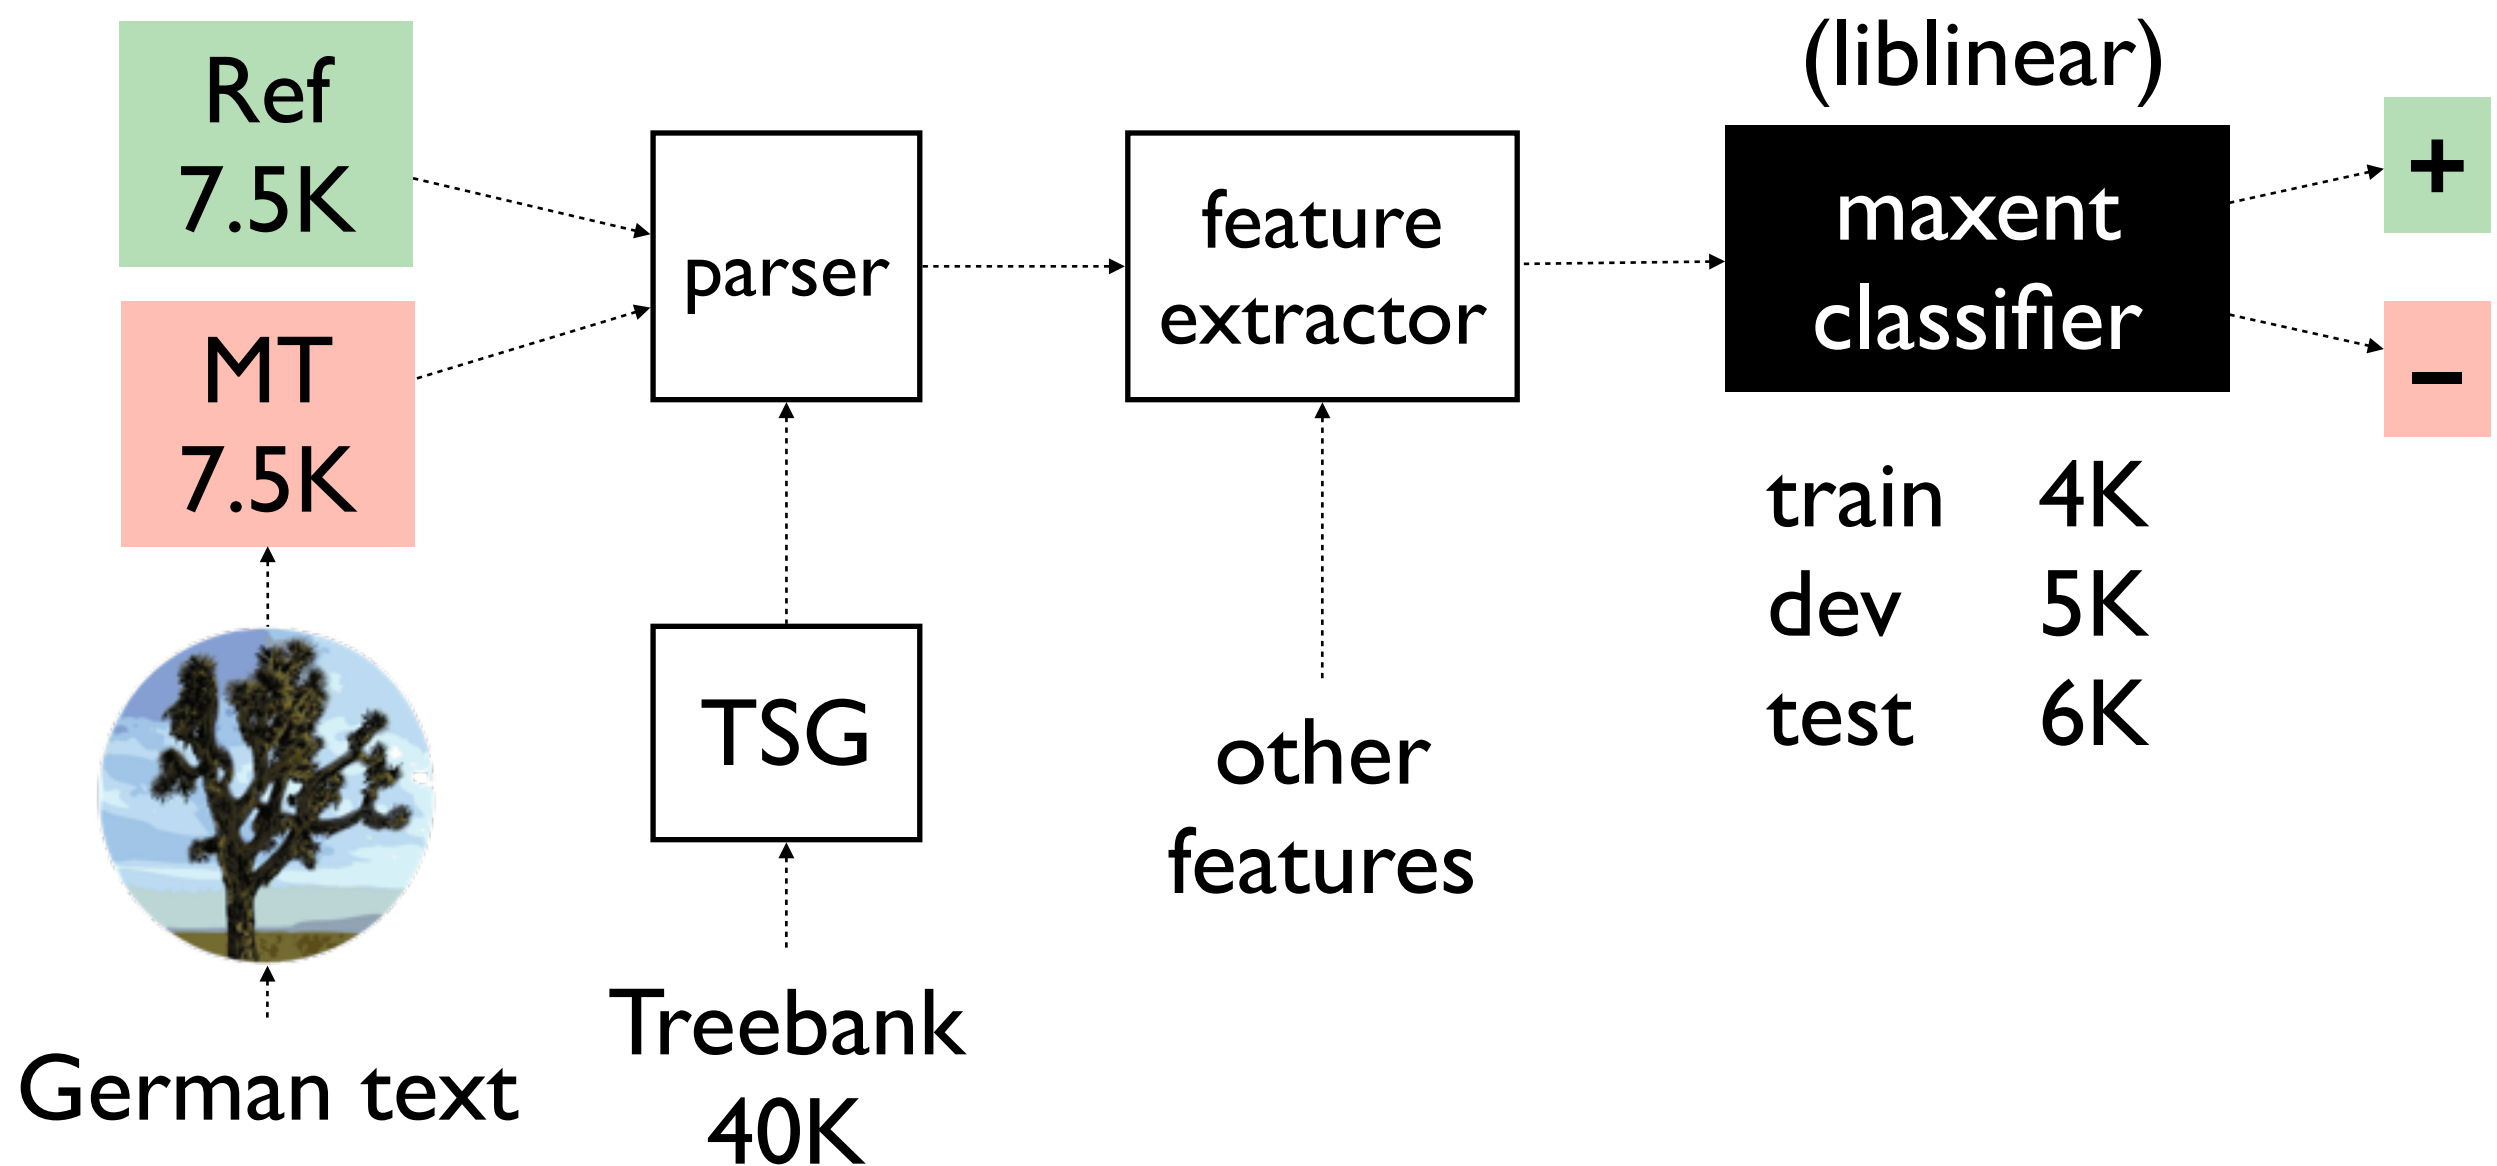 Ref
7.5K
MT
7.5K
German text
parser
TSG
Treebank
40K
feature
extractor
other
features
(liblinear)
maxent
classifier
train 4K
dev 5K
test 6K
+
−